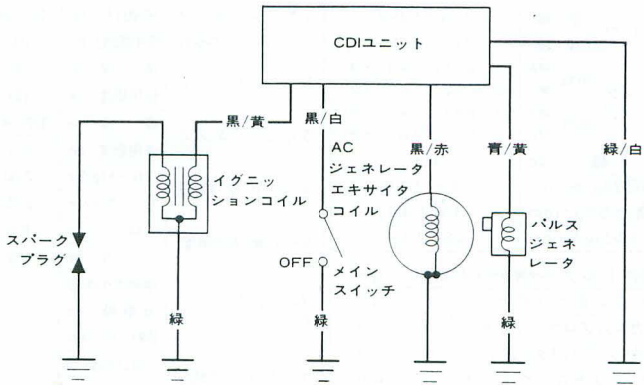 CDIユニット
黒/黄
黒/白
黒/赤
青/黄
緑/白
AC
ジェネレータ
エキサイタ
コイル
イグニッ
ションコイル
スパーク
プラグ
OFF
メイン
スイッチ
パルス
ジェネ
レータ
緑
緑
緑